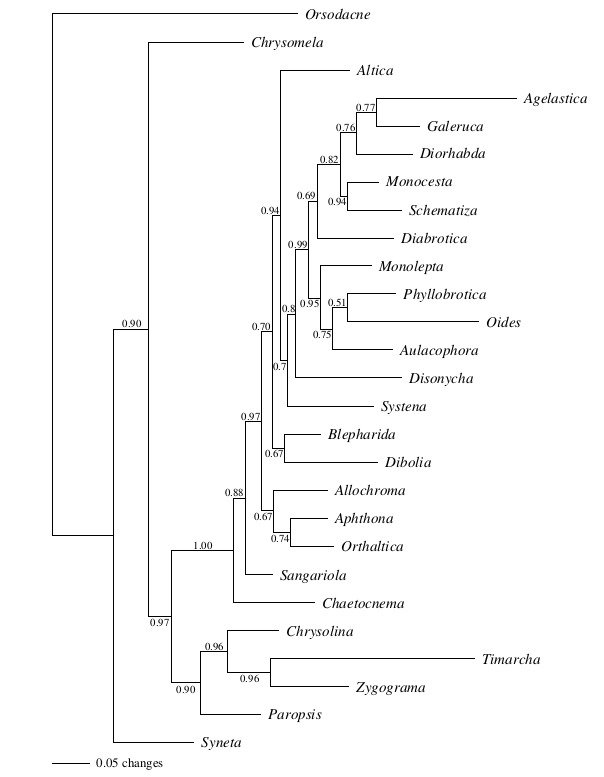 Orsodacne
Chrysomela
Altica
Agelastica
0.77
Galeruca
0.76
Diorhabda
0.82
Monocesta
0.94
0.69
Schematiza
0.94
Diabrotica
0.99
Monolepta
Phyllobrotica
0.95
0.51
0.8
Oides
0.90
0.70
0.75
Aulacophora
0.7
Disonycha
Systena
0.97
Blepharida
0.67
Dibolia
0.88
Allochroma
0.67
Aphthona
0.74
1.00
Orthaltica
Sangariola
Chaetocnema
0.97
Chrysolina
0.96
Timarcha
0.96
0.90
Zygograma
Paropsis
Syneta
0.05 changes